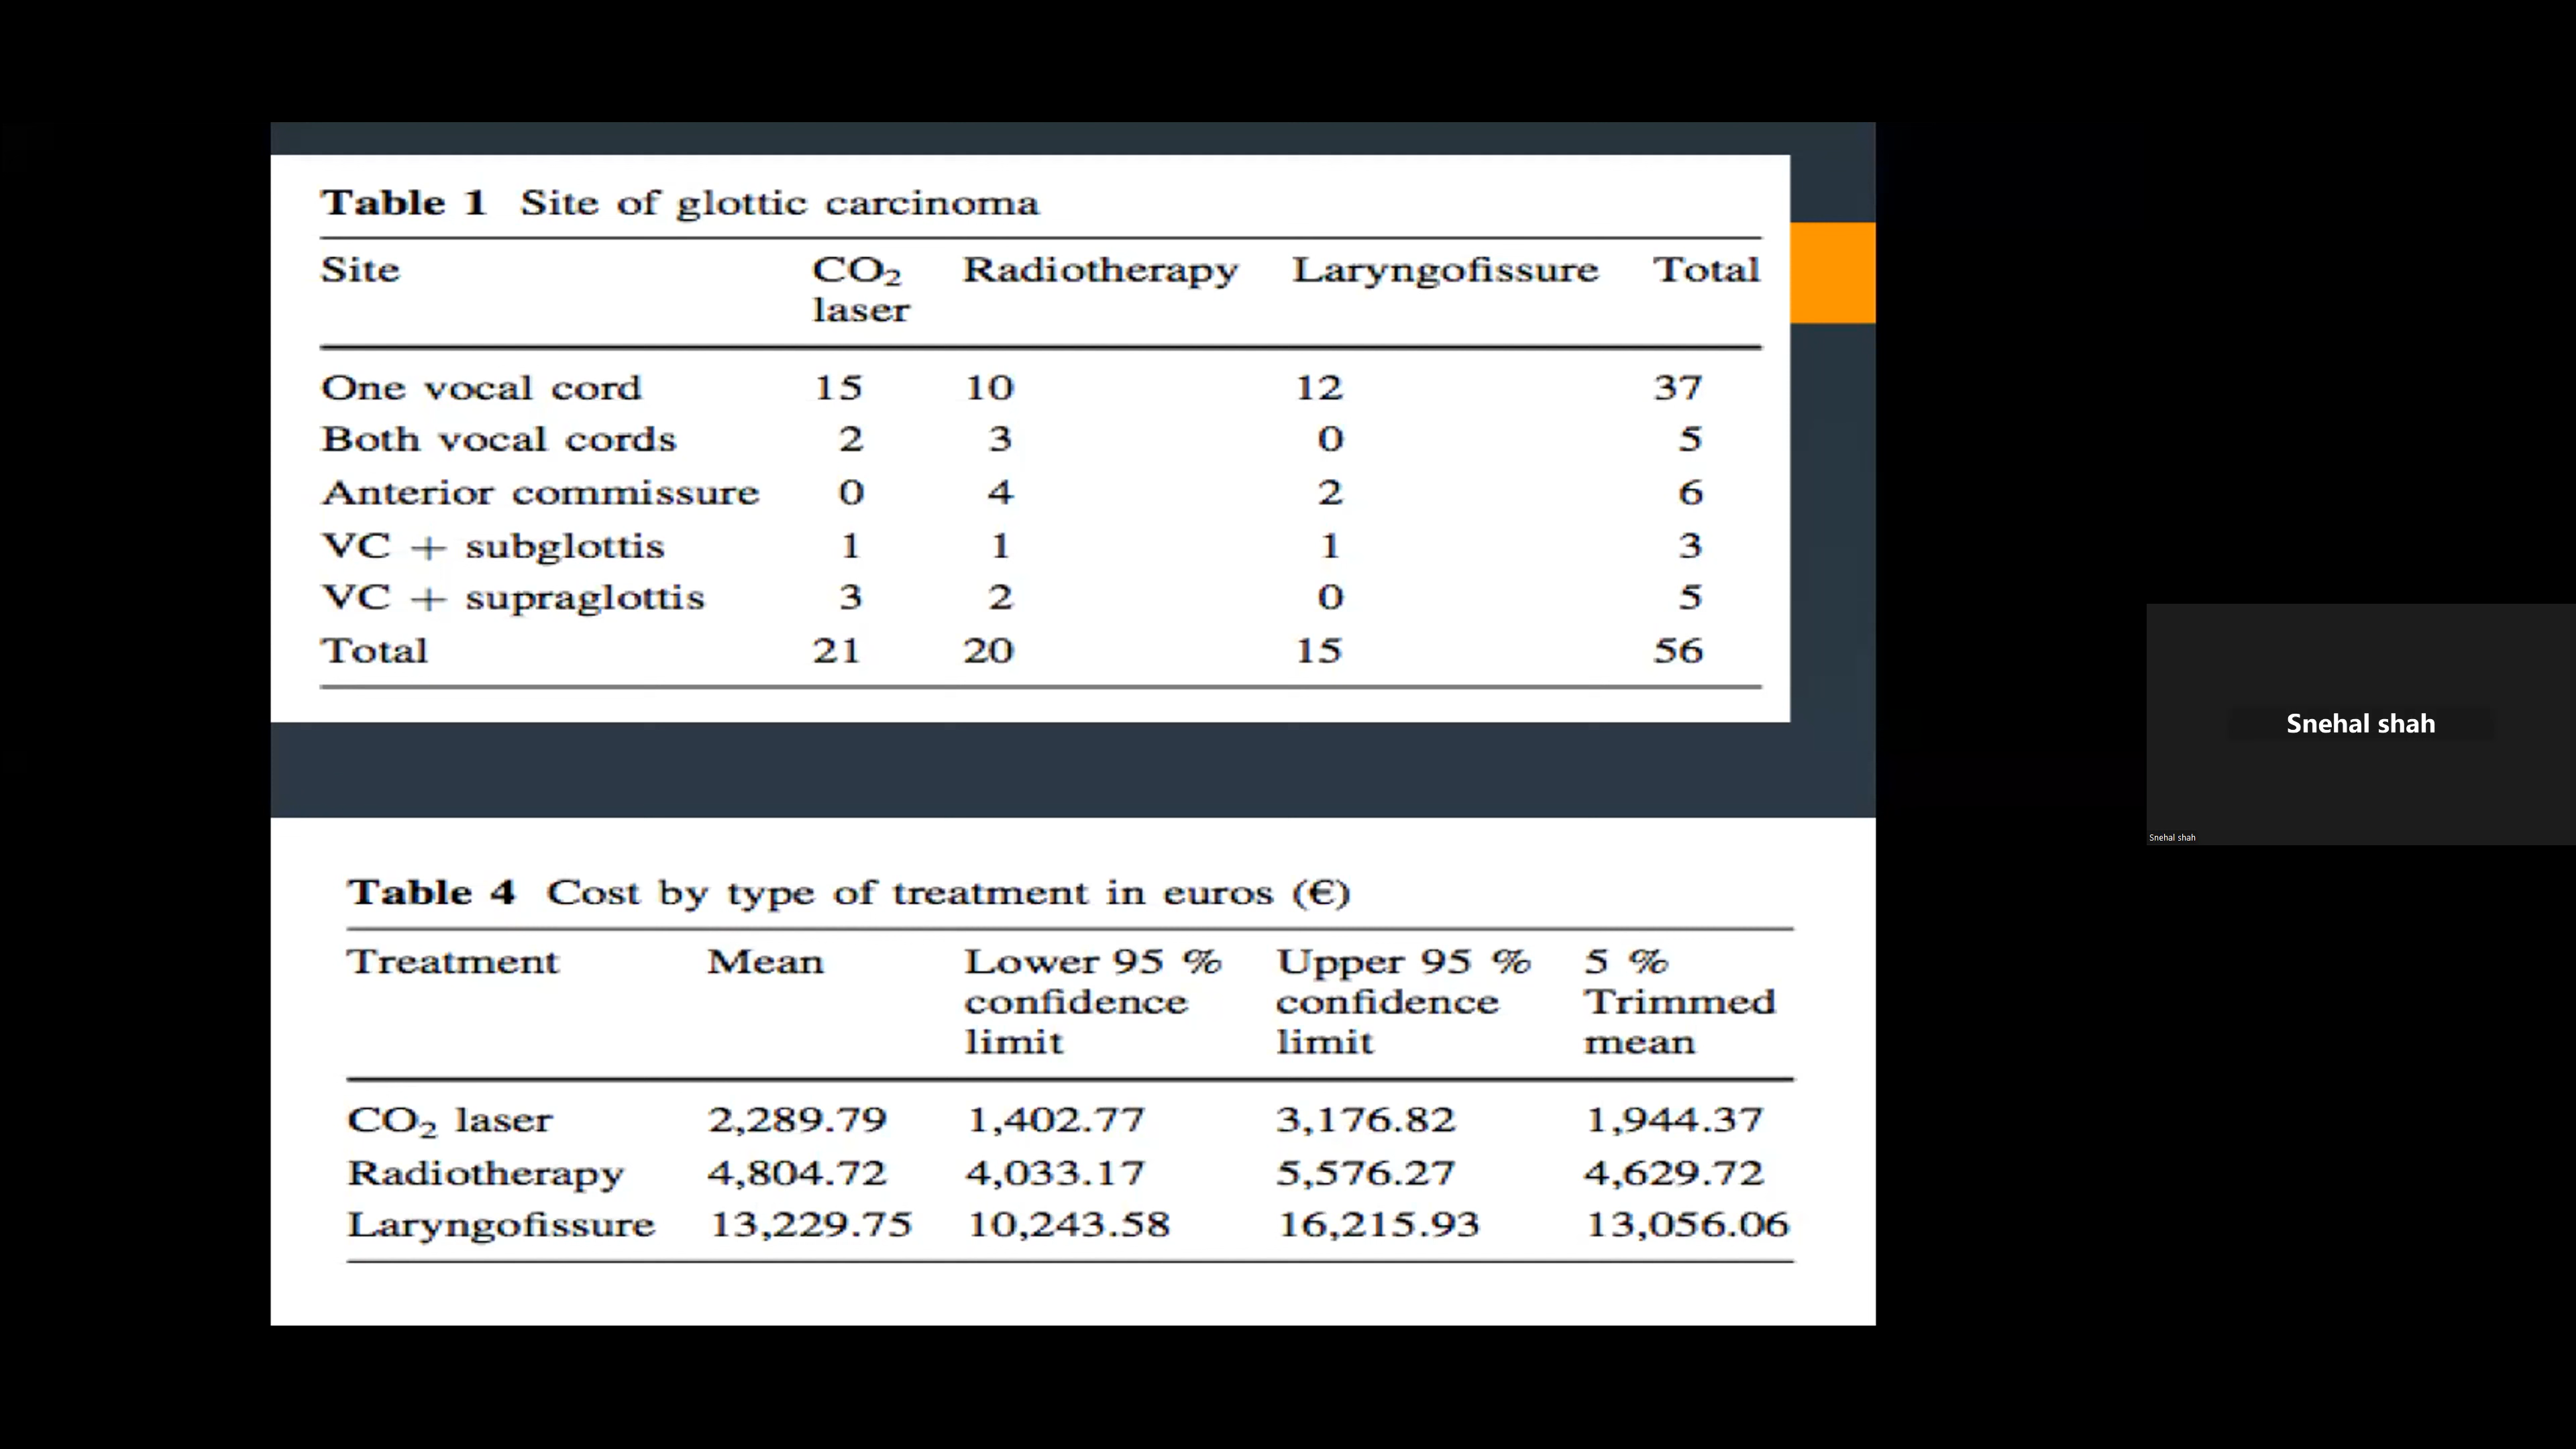 Table 1 Site of glottic carcinoma
Site CO₂ laser Radiotherapy Laryngofissure Total
One vocal cord 15 10 12 37
Both vocal cords 2 3 0 5
Anterior commissure 0 4 2 6
VC + subglottis 1 1 1 3
VC + supraglottis 3 2 0 5
Total 21 20 15 56
Table 4 Cost by type of treatment in euros (€)
Treatment Mean Lower 95 % confidence limit Upper 95 % confidence limit 5 % Trimmed mean
CO₂ laser 2,289.79 1,402.77 3,176.82 1,944.37
Radiotherapy 4,804.72 4,033.17 5,576.27 4,629.72
Laryngofissure 13,229.75 10,243.58 16,215.93 13,056.06
Snehal shah
Snehal shah